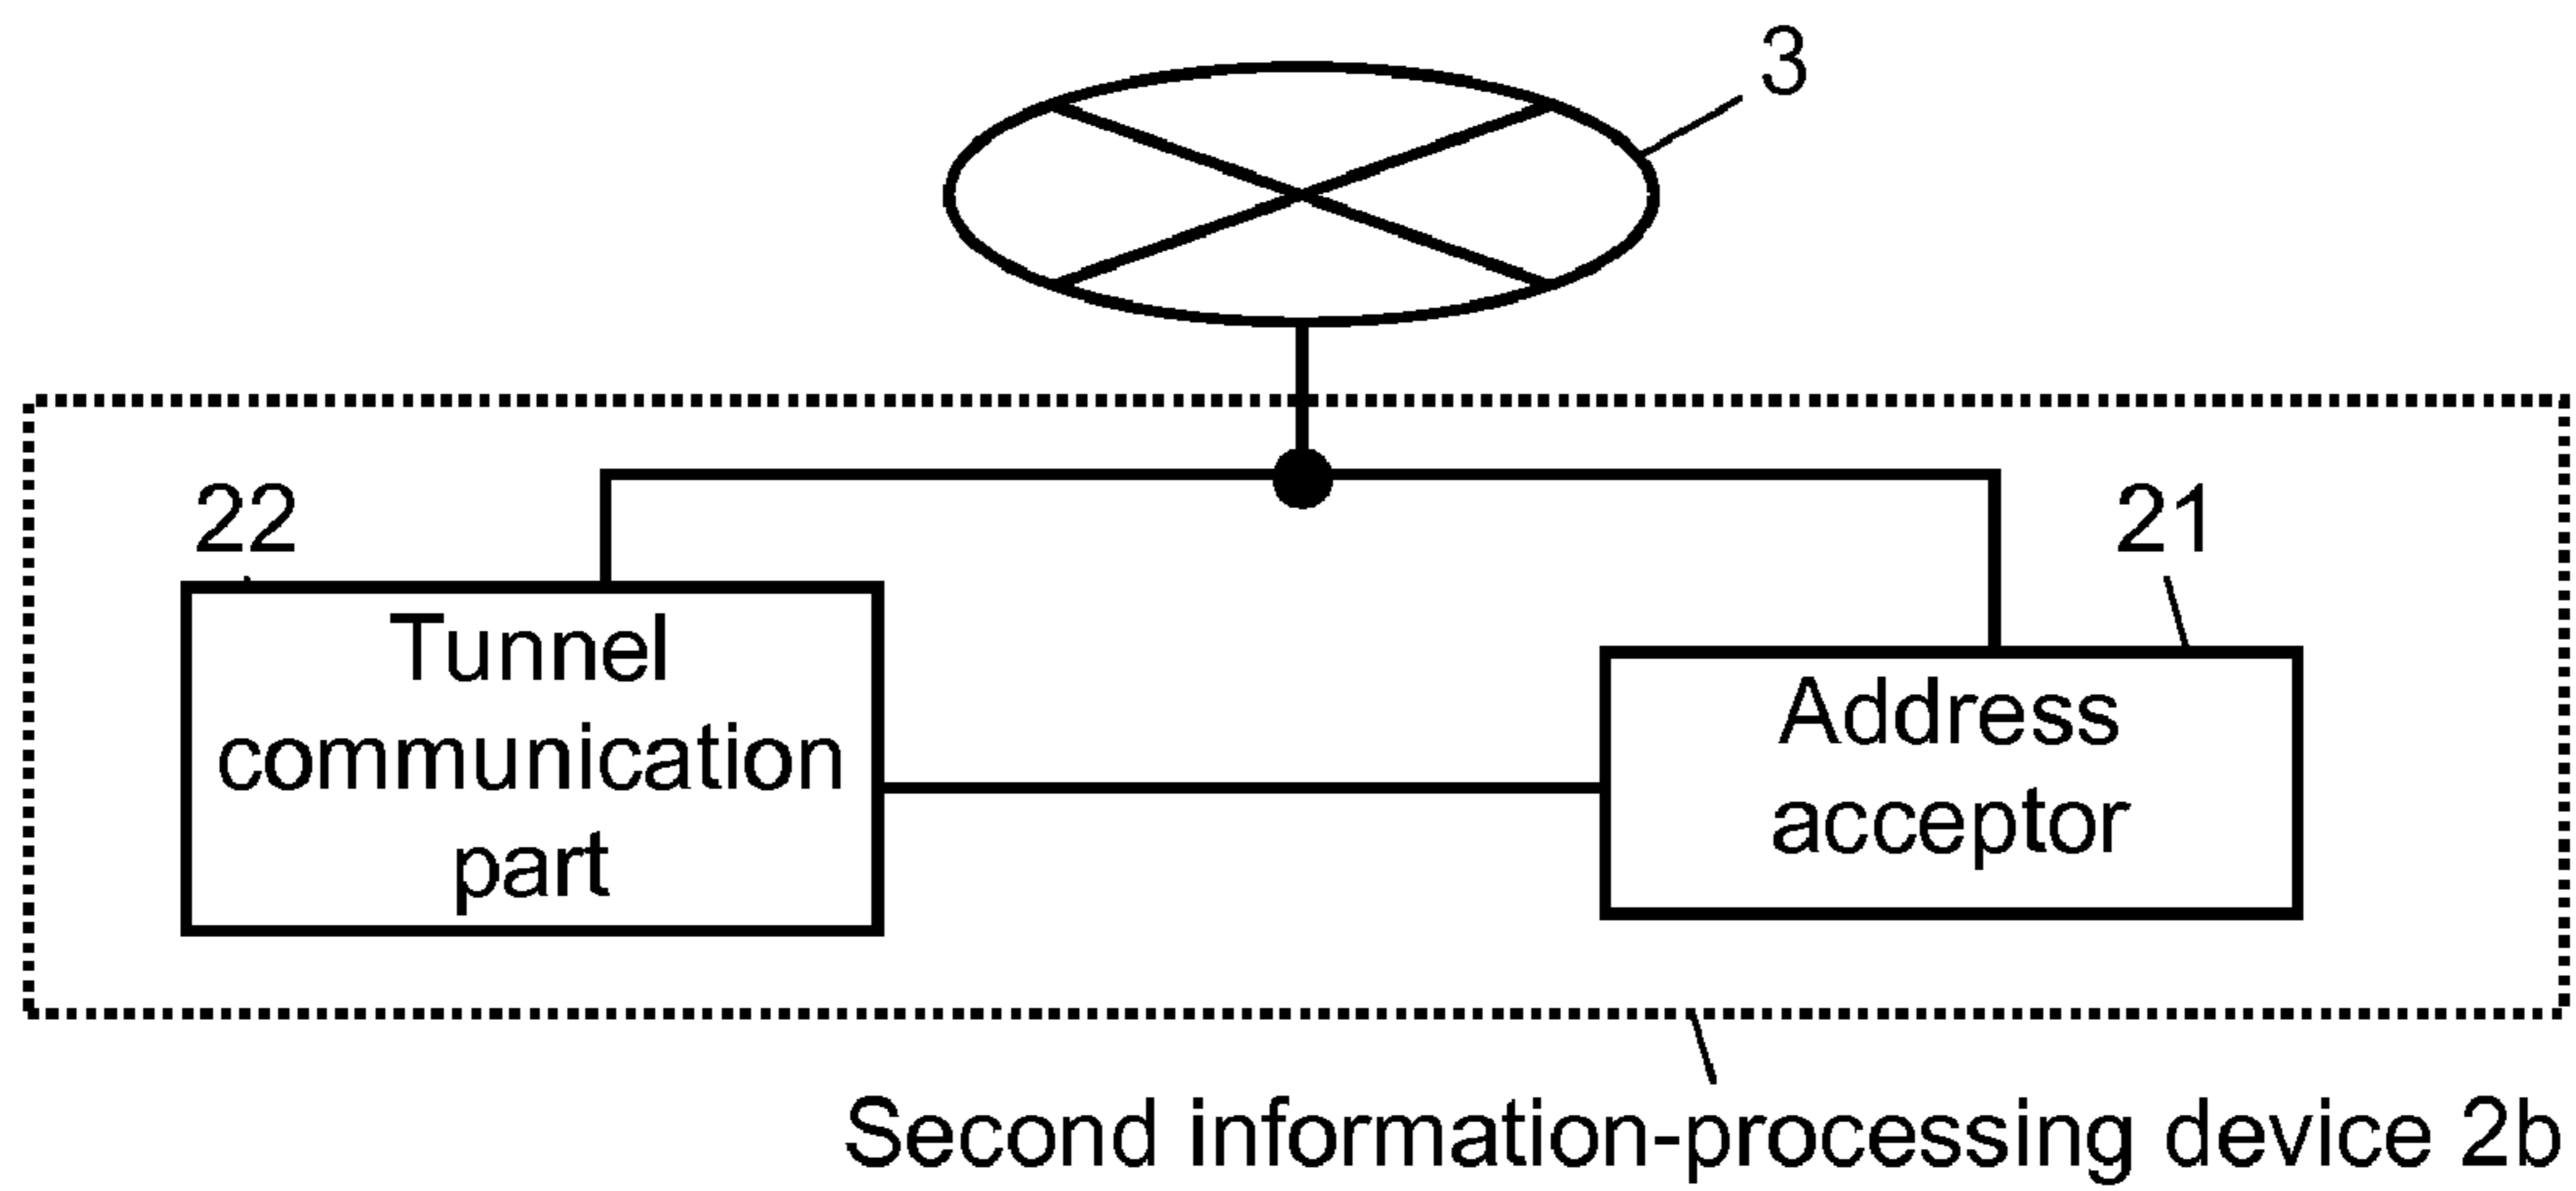 3
22
21
Tunnel
communication
part
Address
acceptor
Second information-processing device 2b